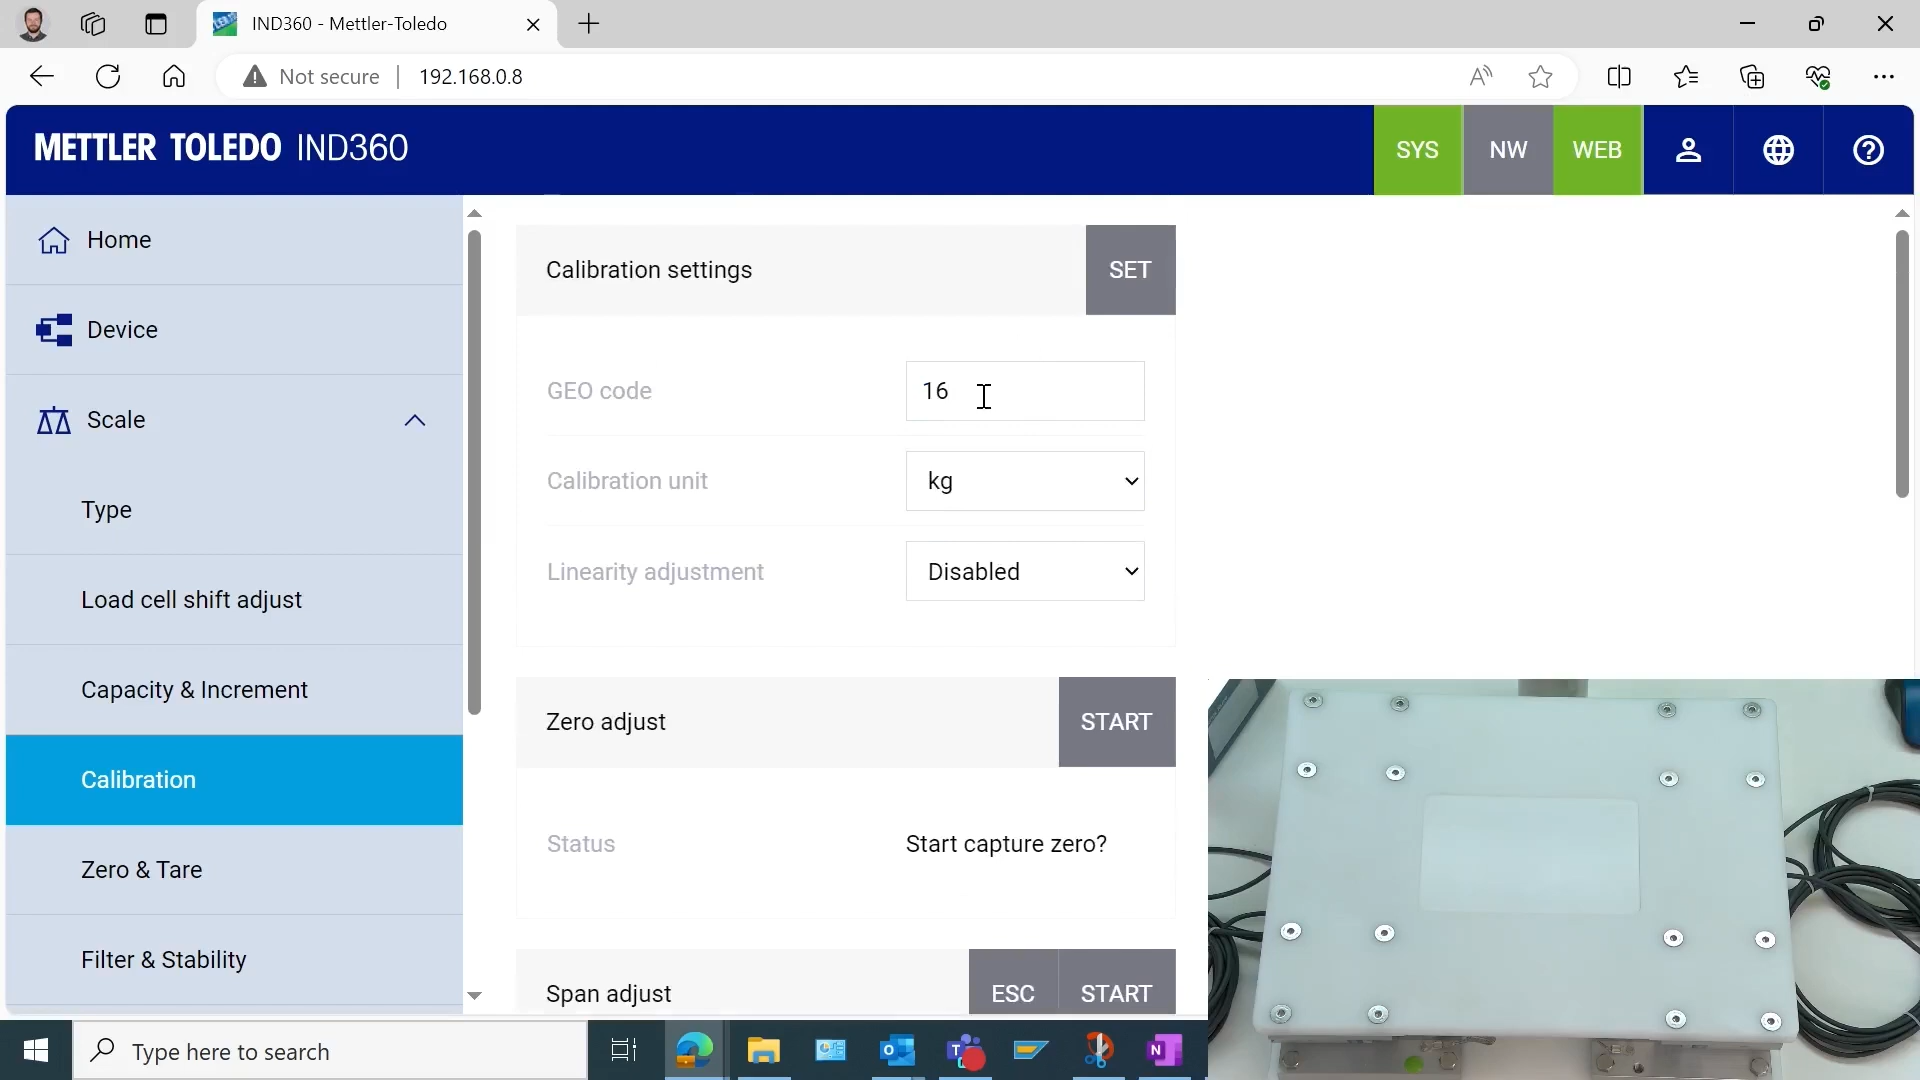 IND360 - Mettler-Toledo
Not secure
192.168.0.8
METTLER TOLEDO IND360
SYS
NW
WEB
Home
Device
Scale
Type
Load cell shift adjust
Capacity & Increment
Calibration
Zero & Tare
Filter & Stability
Calibration settings
SET
GEO code
16
Calibration unit
kg
Linearity adjustment
Disabled
Zero adjust
START
Status
Start capture zero?
Span adjust
ESC
START
Type here to search